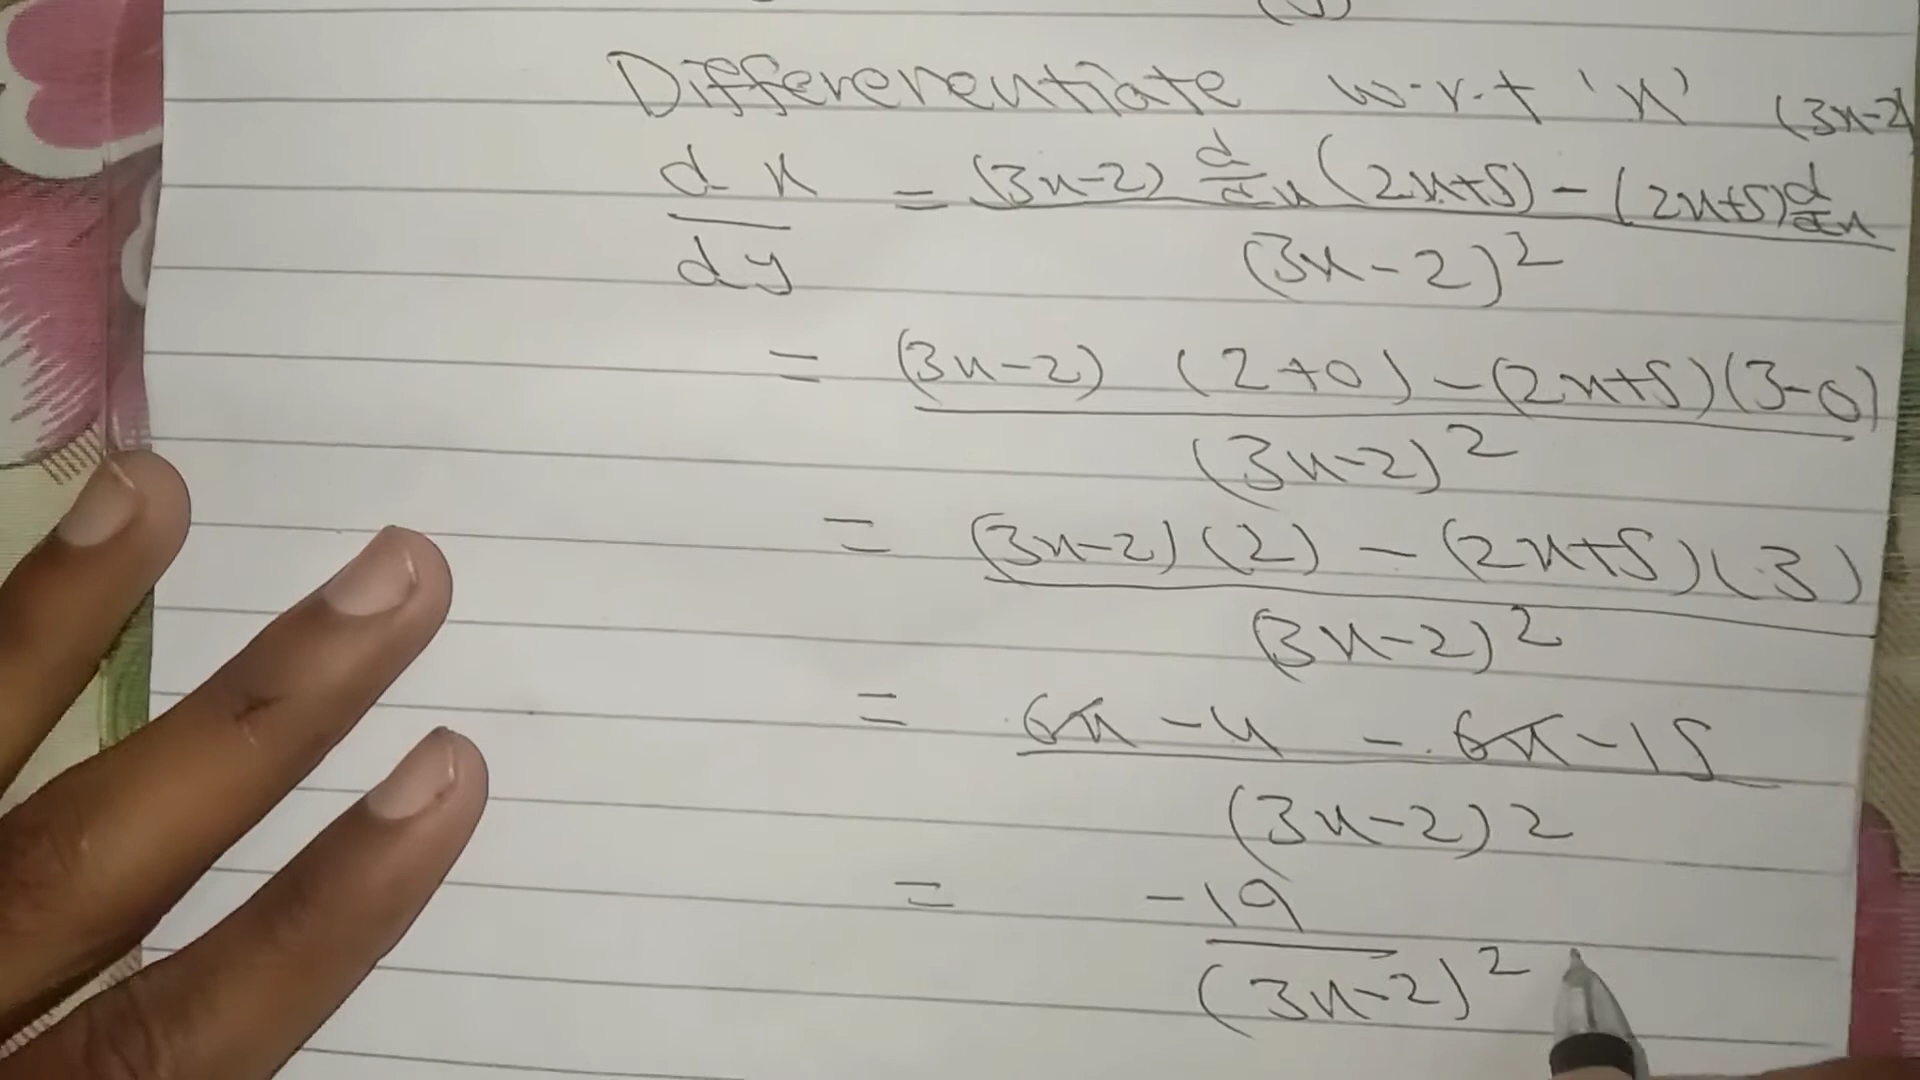 Differerentiate w.r.t 'x' (3x-2)
dx/dy = (3x-2) d/dx (2x+5) - (2x+5) d/dx
(3x-2)²
= (3x-2) (2+0) - (2x+5)(3-0)
(3x-2)²
= (3x-2)(2) - (2x+5)(3)
(3x-2)²
= 6x - 4 - 6x - 15
(3x-2)2
= -19
(3x-2)²